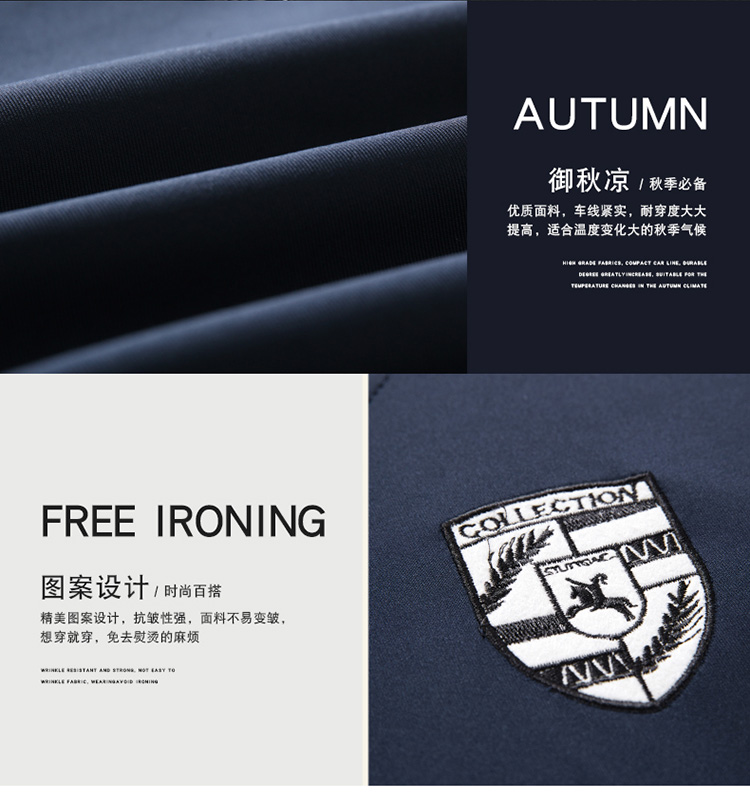 AUTUMN
御秋凉 / 秋季必备
优质面料，车线紧实，耐穿度大大
提高，适合温度变化大的秋季气候
HIGH GRADE FABRICS, COMPACT CAR LINE, DURABLE
DEGREE GREATLYINCREASE, SUITABLE FOR THE
TEMPERATURE CHANGES IN THE AUTUMN CLIMATE
FREE IRONING
图案设计 / 时尚百搭
精美图案设计，抗皱性强，面料不易变皱，
想穿就穿，免去熨烫的麻烦
WRINKLE RESISTANT AND STRONG, NOT EASY TO
WRINKLE FABRIC, WEARINGAVOID IRONING
COLLECTION